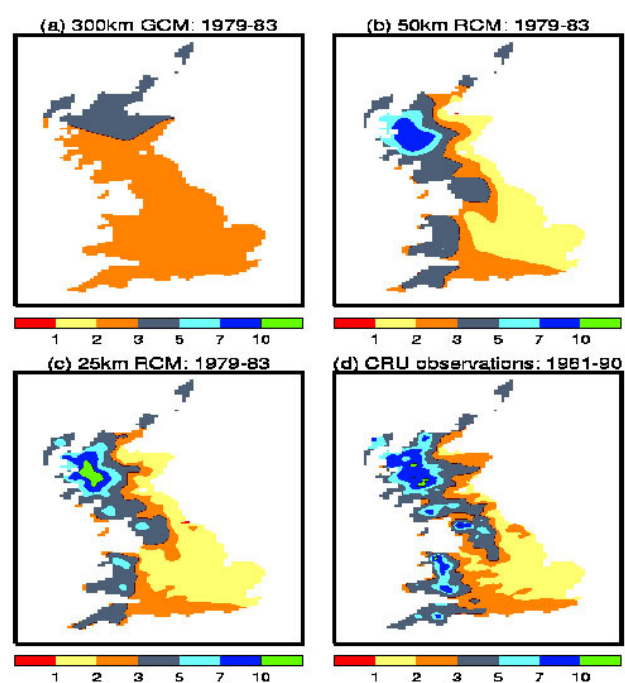 (a) 300km GCM: 1979-83
(b) 50km RCM: 1979-83
1 2 3 5 7 10
1 2 3 5 7 10
(c) 25km RCM: 1979-83
(d) CRU observations: 1961-90
1 2 3 5 7 10
1 2 3 5 7 10